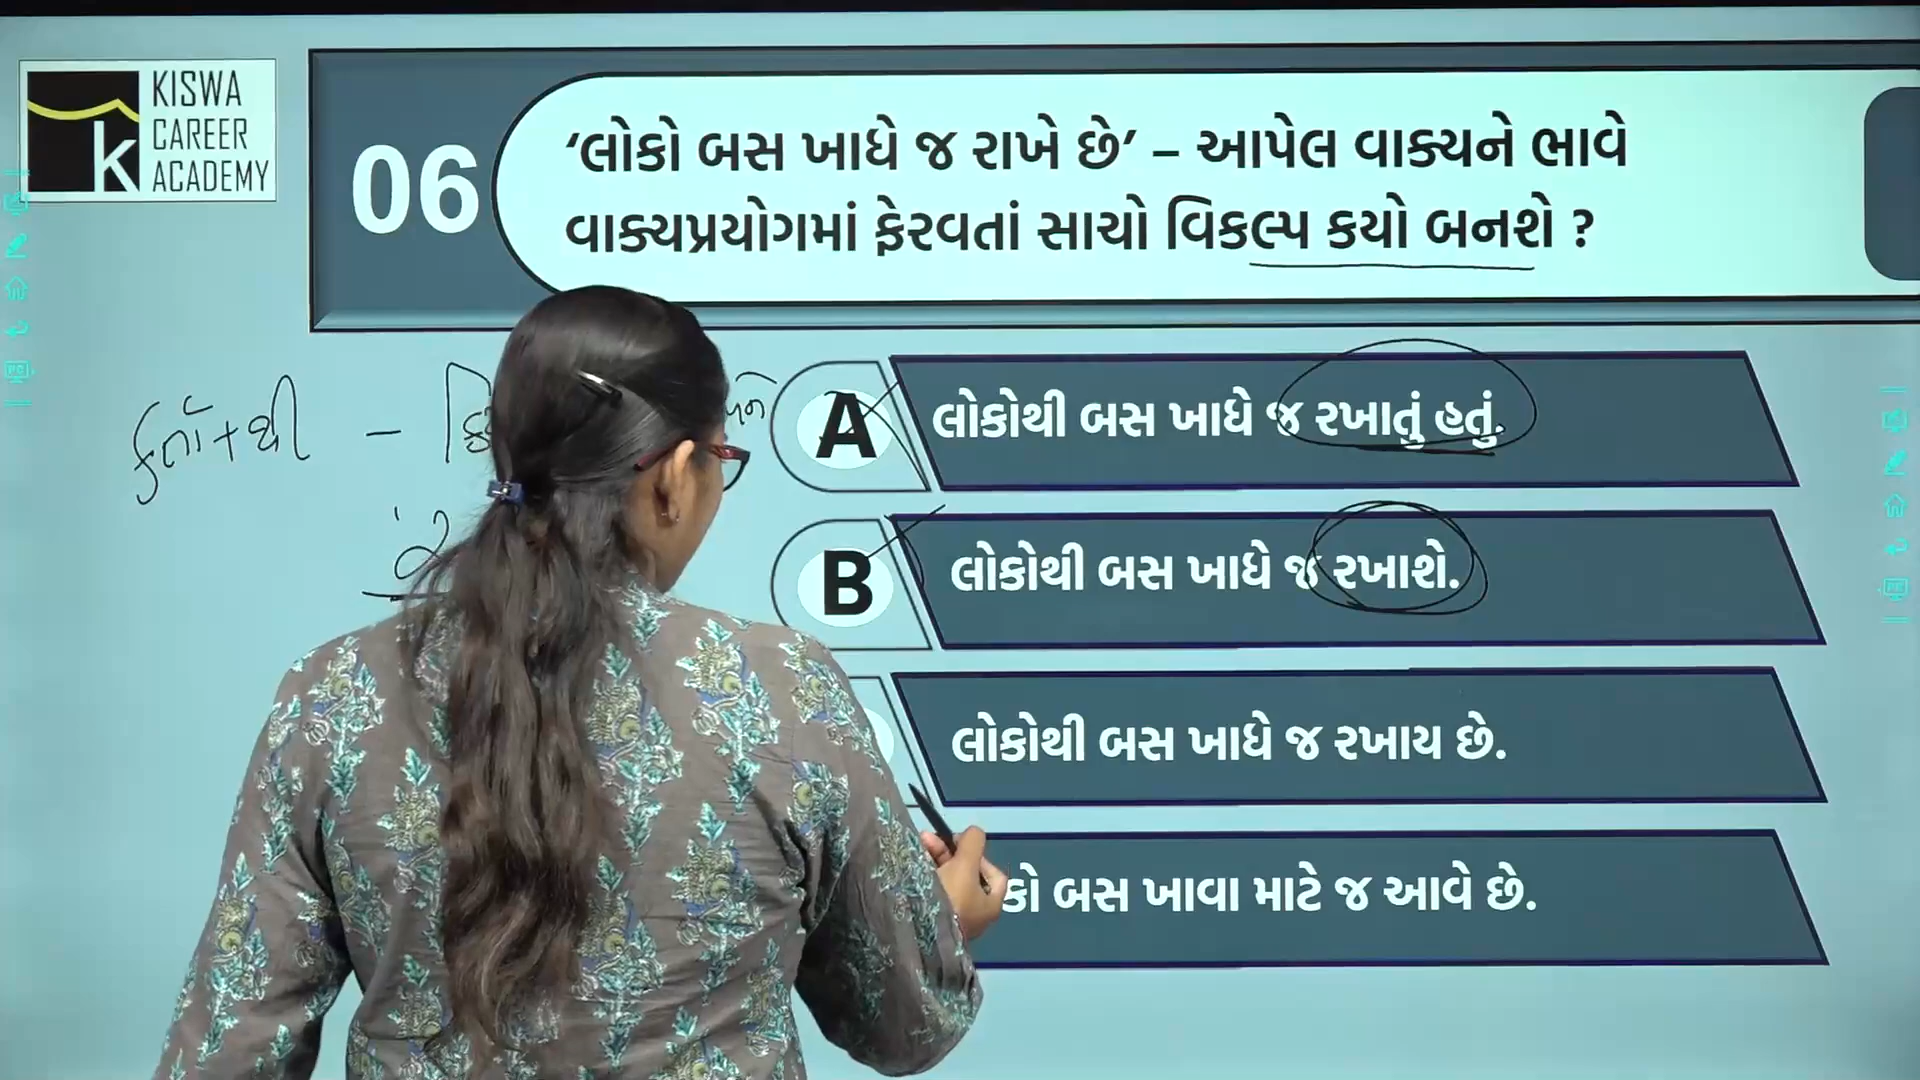 KISWA
CAREER
ACADEMY
06
‘લોકો બસ ખાધે જ રાખે છે’ – આપેલ વાક્યને ભાવે
વાક્યપ્રયોગમાં ફેરવતાં સાચો વિકલ્પ કયો બનશે ?
કર્તા + થી –
A
લોકોથી બસ ખાધે જ રખાતું હતું.
B
લોકોથી બસ ખાધે જ રખાશે.
લોકોથી બસ ખાધે જ રખાય છે.
બસ ખાવા માટે જ આવે છે.